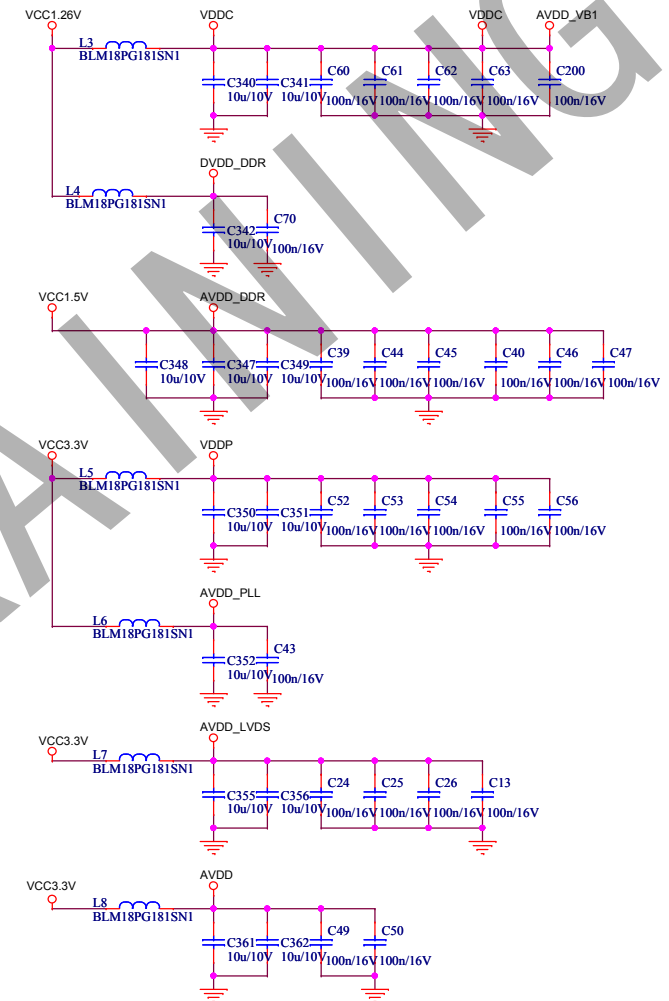 VCC1.26V
VDDC
VDDC
AVDD_VB1
L3
BLM18PG181SN1
C340
10u/10V
C341
10u/10V
C60
100n/16V
C61
100n/16V
C62
100n/16V
C63
100n/16V
C200
100n/16V
DVDD_DDR
L4
BLM18PG181SN1
C342
10u/10V
C70
100n/16V
VCC1.5V
AVDD_DDR
C348
10u/10V
C347
10u/10V
C349
10u/10V
C39
100n/16V
C44
100n/16V
C45
100n/16V
C40
100n/16V
C46
100n/16V
C47
100n/16V
VCC3.3V
VDDP
L5
BLM18PG181SN1
C350
10u/10V
C351
10u/10V
C52
100n/16V
C53
100n/16V
C54
100n/16V
C55
100n/16V
C56
100n/16V
AVDD_PLL
L6
BLM18PG181SN1
C352
10u/10V
C43
100n/16V
VCC3.3V
AVDD_LVDS
L7
BLM18PG181SN1
C355
10u/10V
C356
10u/10V
C24
100n/16V
C25
100n/16V
C26
100n/16V
C13
100n/16V
VCC3.3V
AVDD
L8
BLM18PG181SN1
C361
10u/10V
C362
10u/10V
C49
100n/16V
C50
100n/16V